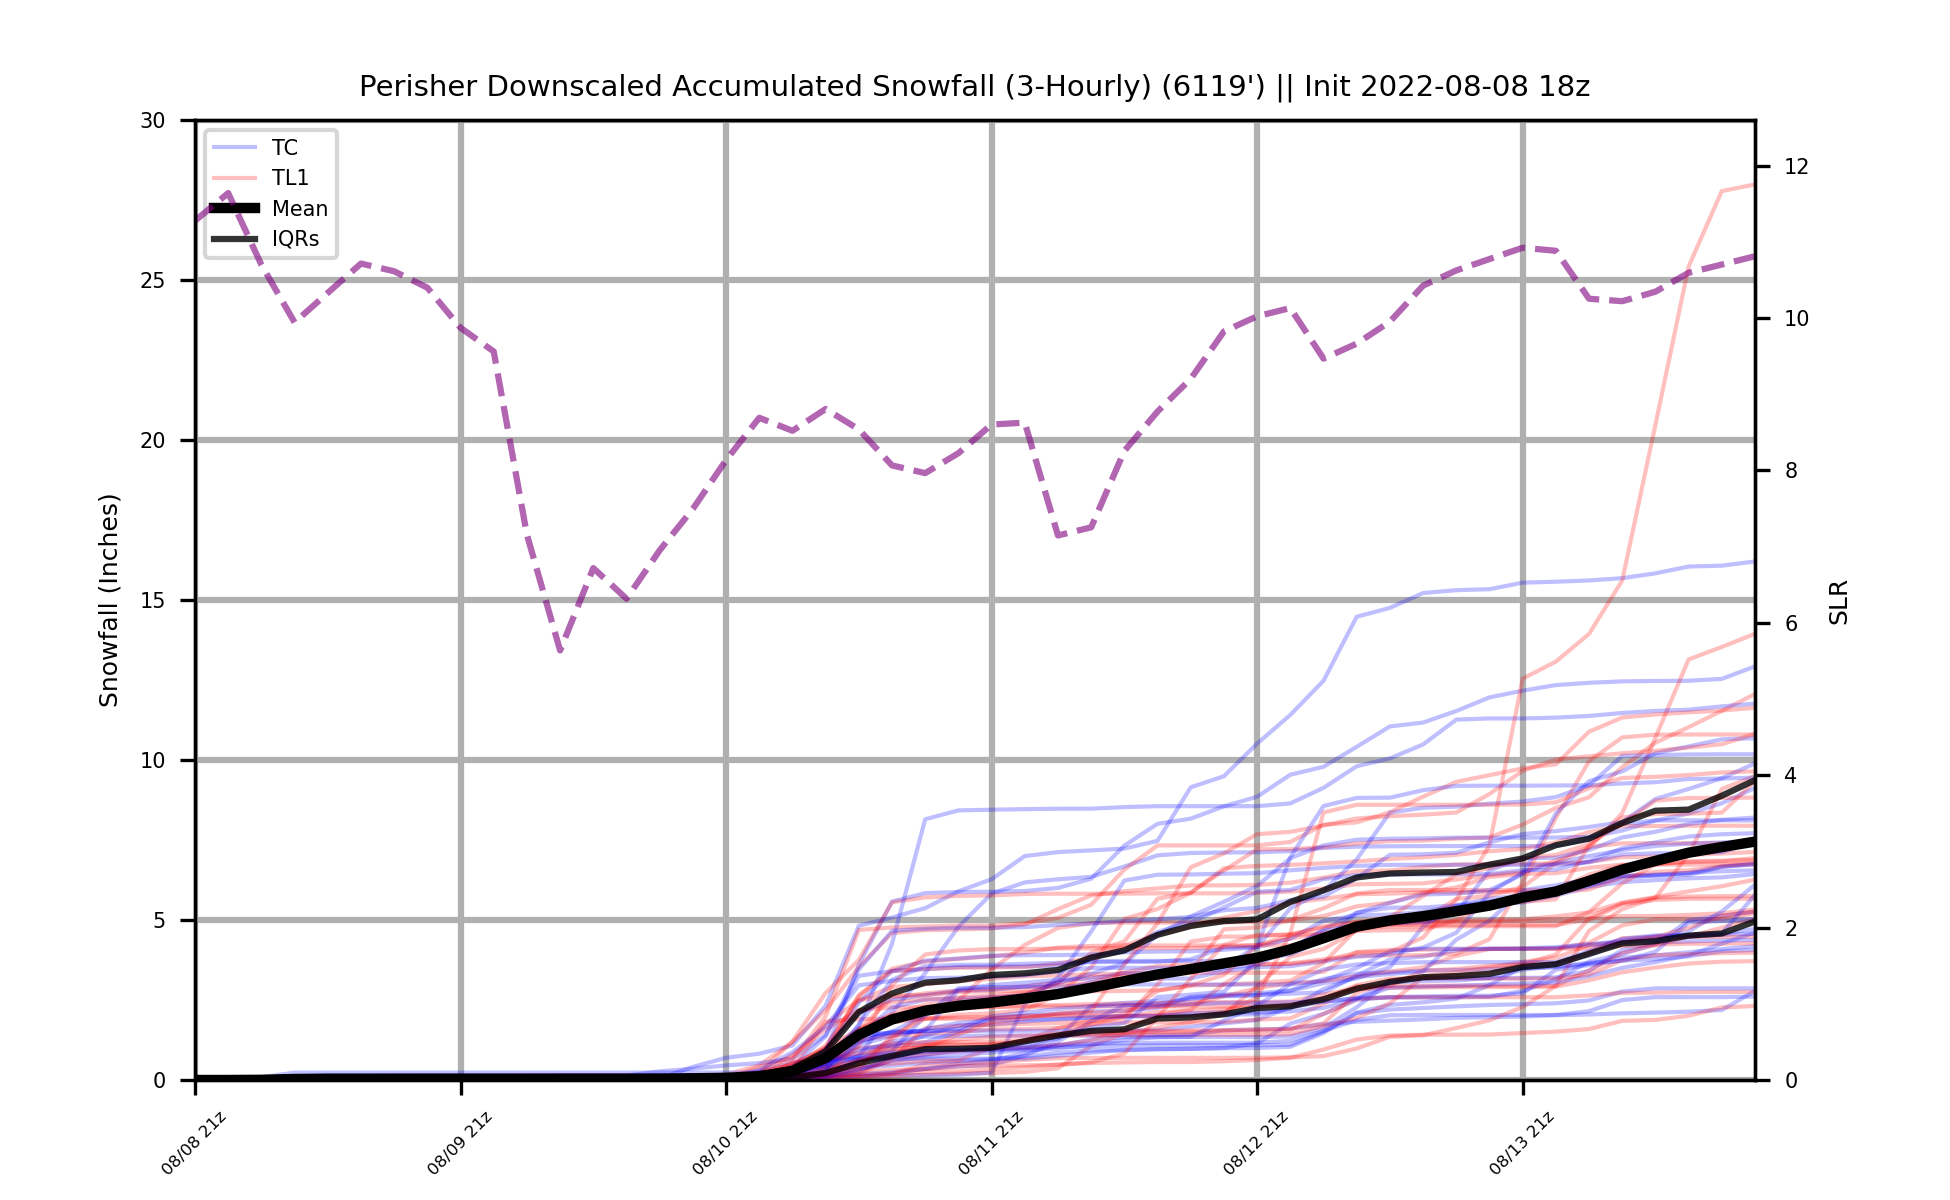 Perisher Downscaled Accumulated Snowfall (3-Hourly) (6119') || Init 2022-08-08 18z
TC
TL1
Mean
IQRs
30
25
20
15
10
5
0
Snowfall (Inches)
12
10
8
6
4
2
0
SLR
08/08 21z
08/09 21z
08/10 21z
08/11 21z
08/12 21z
08/13 21z